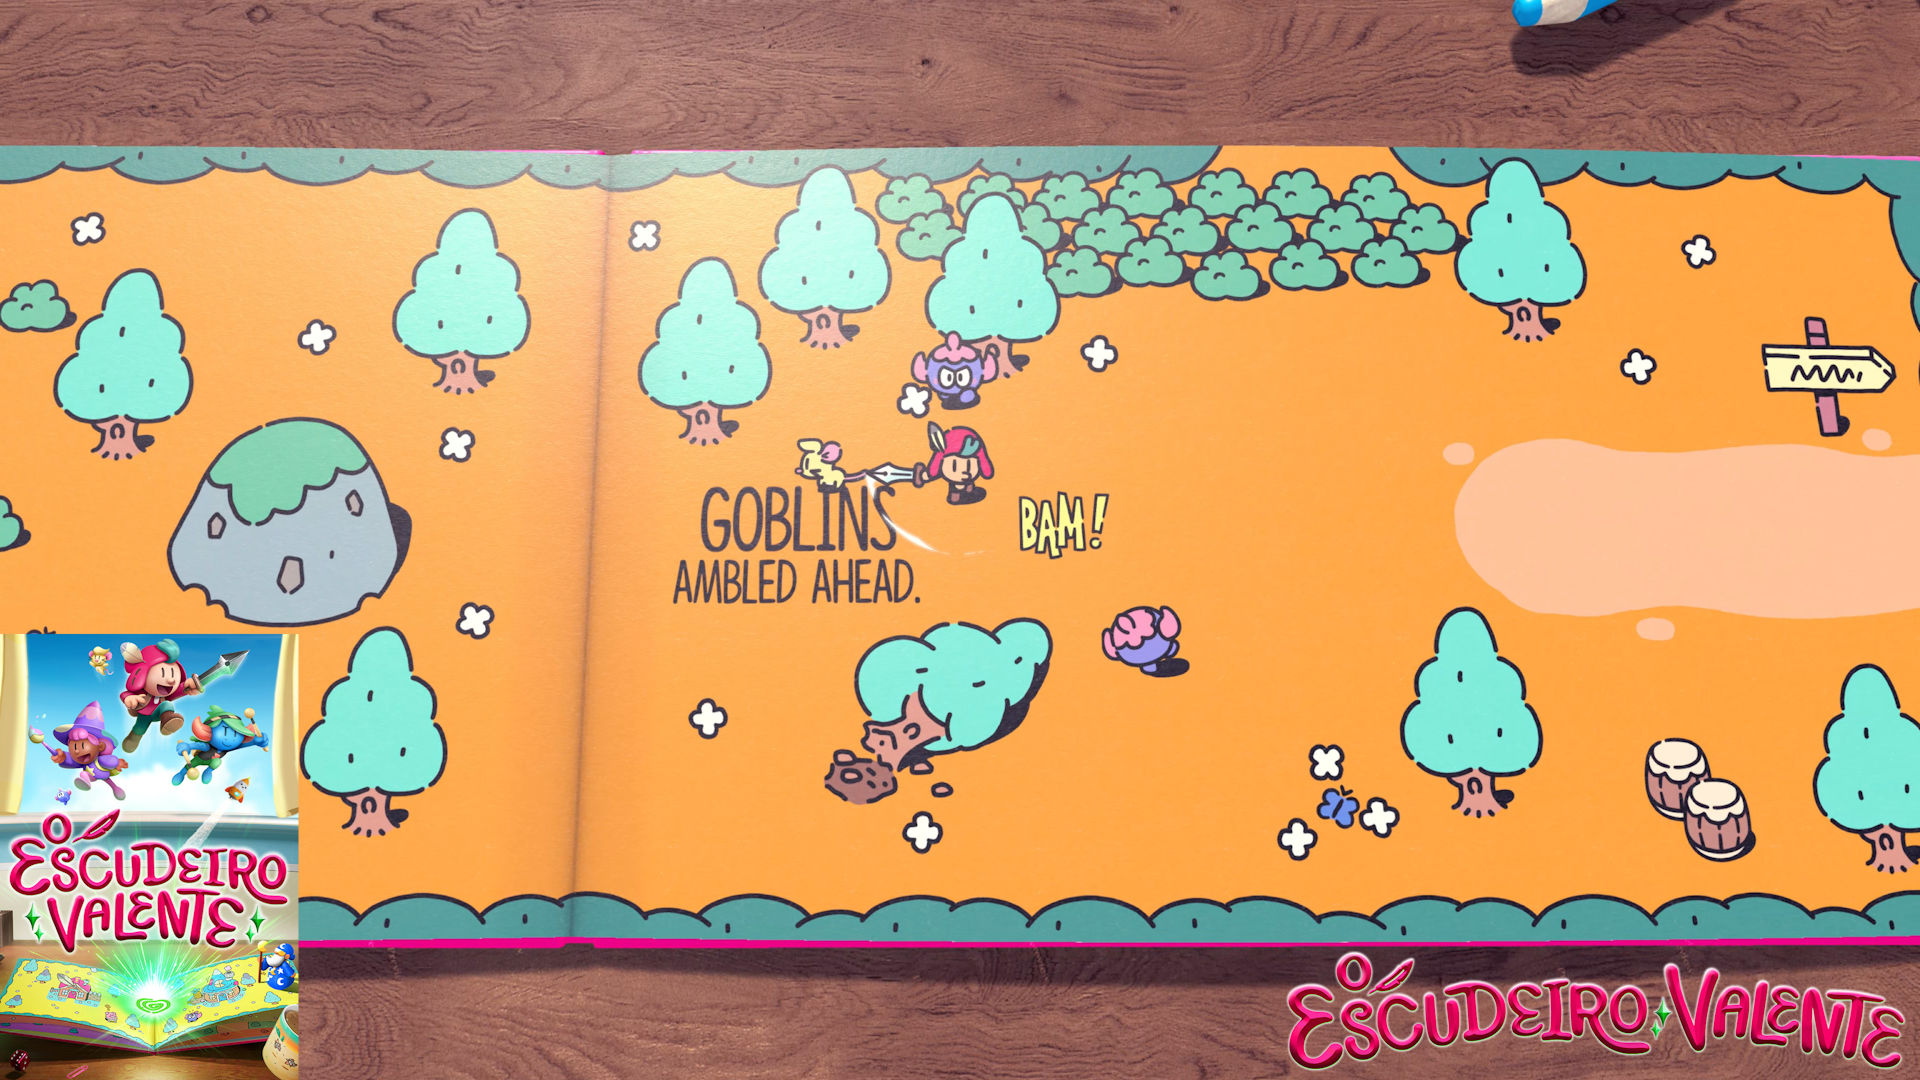 GOBLINS
AMBLED AHEAD.
BAM!
O
ESCUDEIRO
VALENTE
O ESCUDEIRO VALENTE